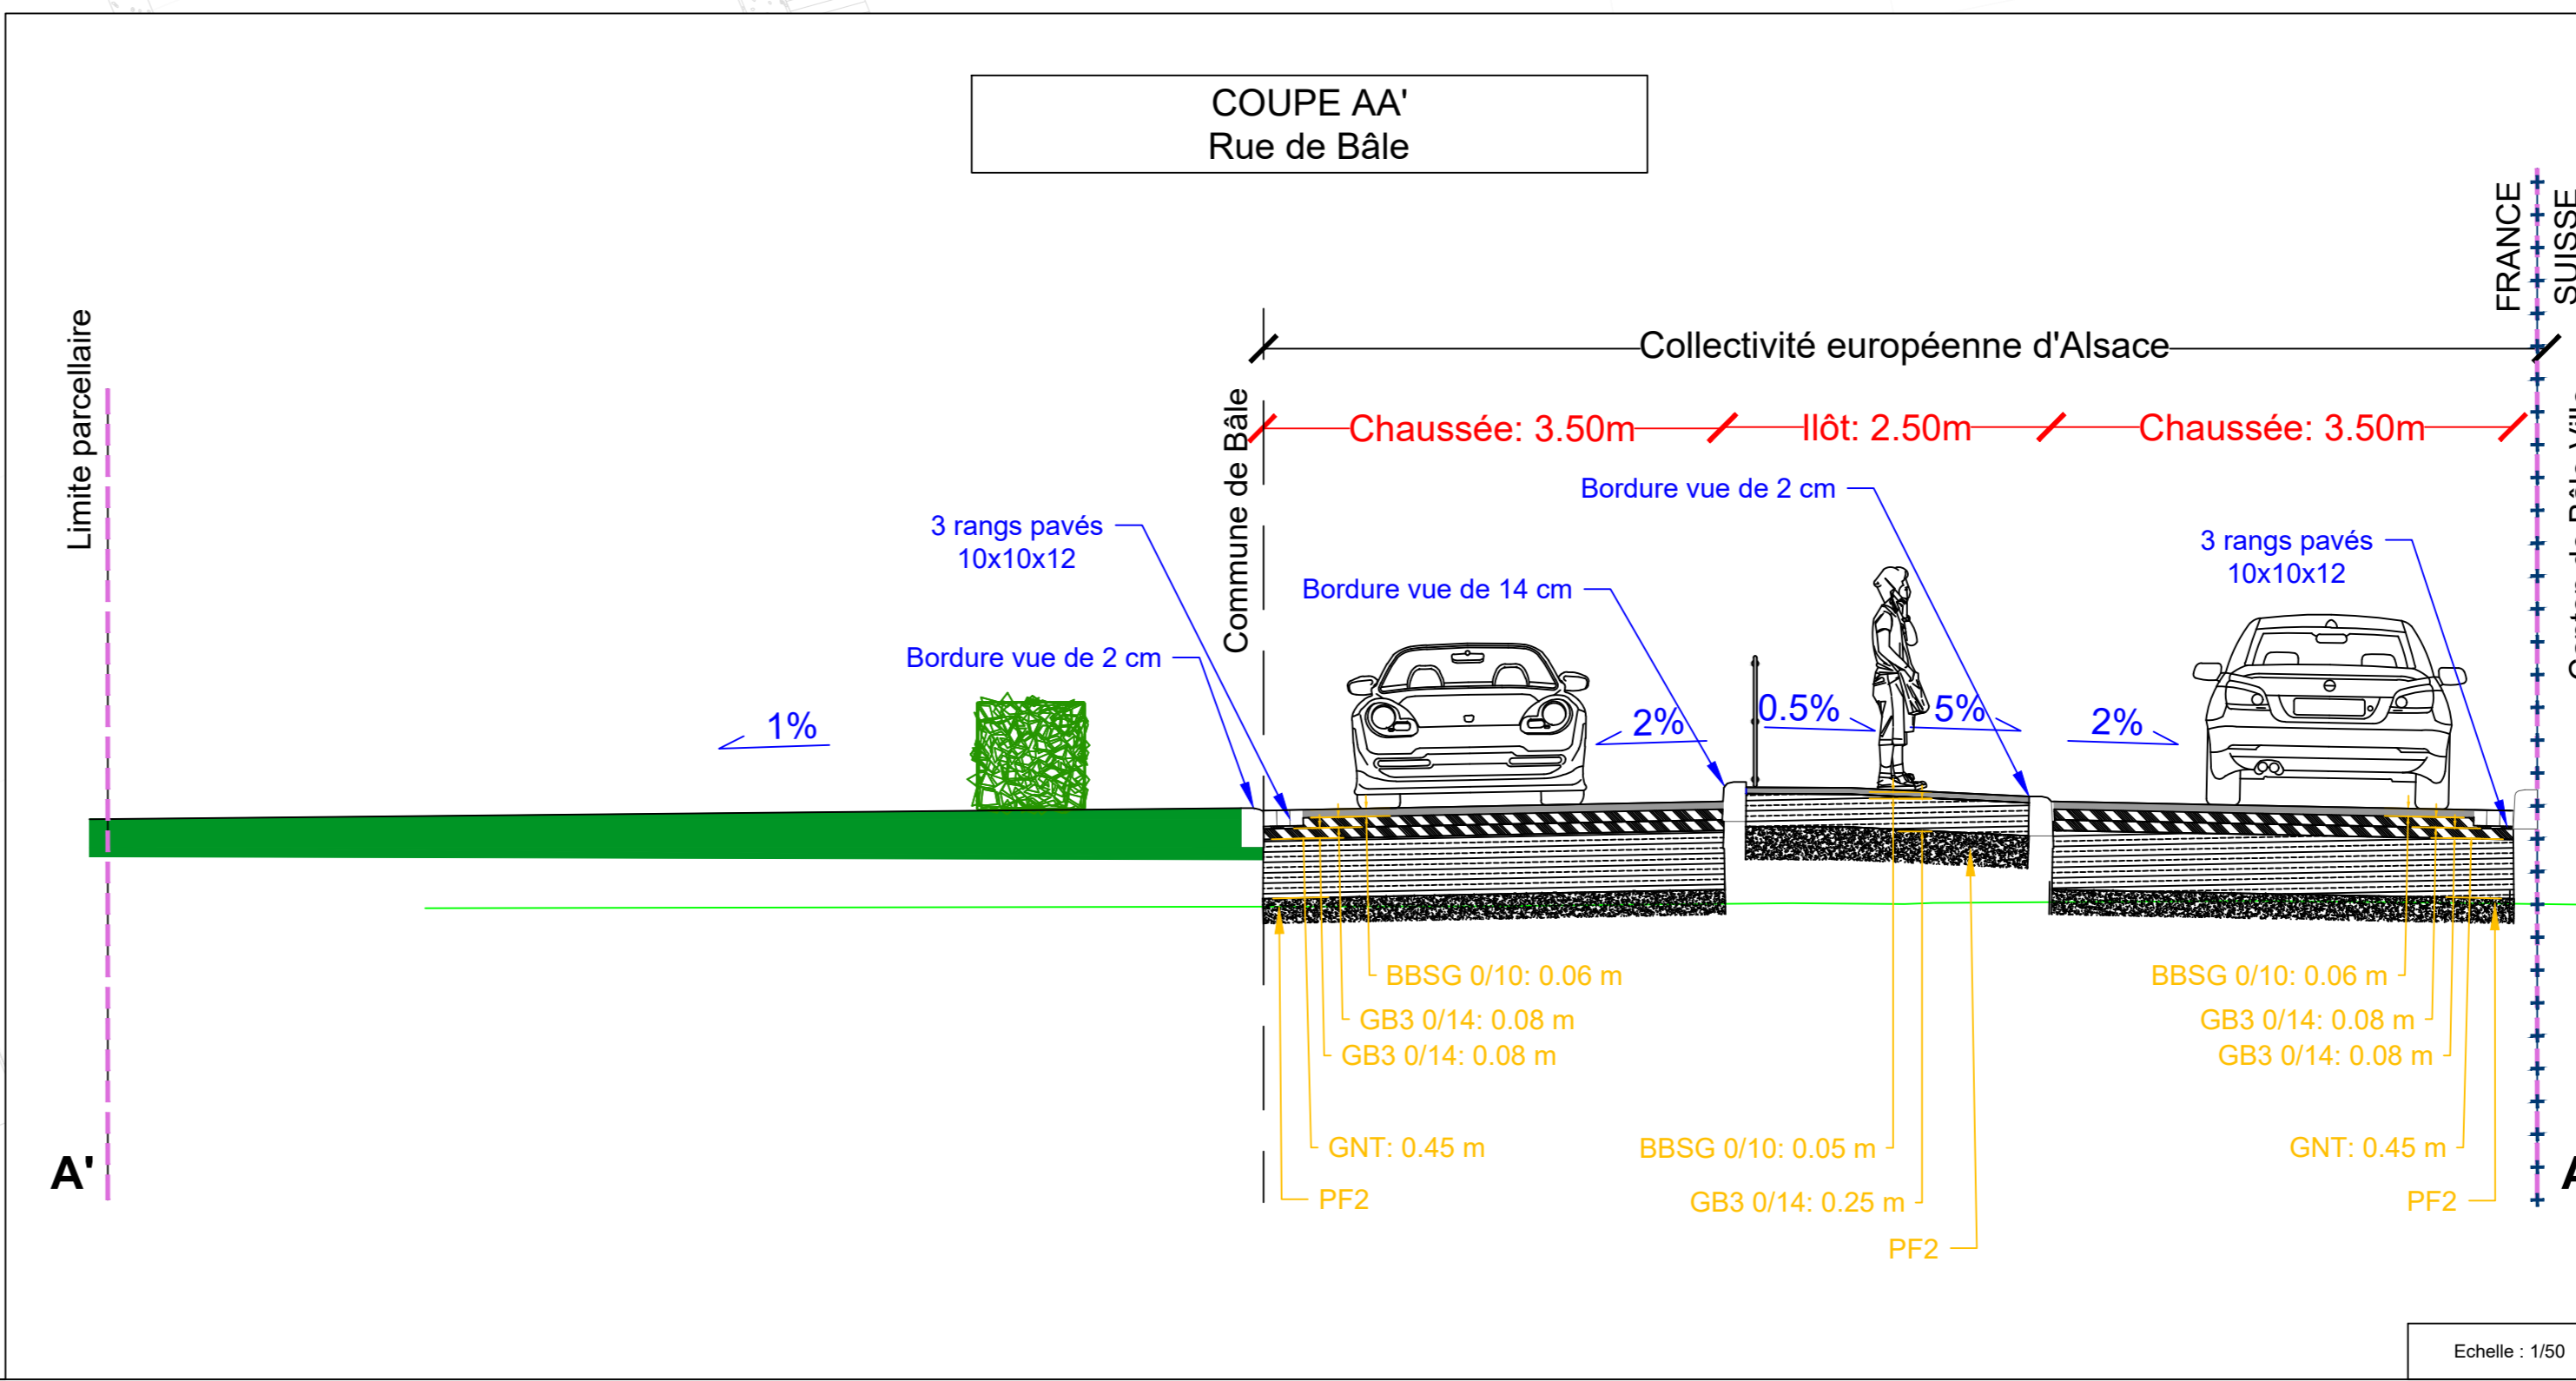 COUPE AA'
Rue de Bâle
FRANCE
SUISSE
Limite parcellaire
Collectivité européenne d'Alsace
Commune de Bâle
Chaussée: 3.50m
Ilôt: 2.50m
Chaussée: 3.50m
Bordure vue de 2 cm
3 rangs pavés
10x10x12
3 rangs pavés
10x10x12
Bordure vue de 14 cm
Bordure vue de 2 cm
1%
2%
0.5%
5%
2%
BBSG 0/10: 0.06 m
GB3 0/14: 0.08 m
GB3 0/14: 0.08 m
GNT: 0.45 m
PF2
BBSG 0/10: 0.05 m
GB3 0/14: 0.25 m
PF2
BBSG 0/10: 0.06 m
GB3 0/14: 0.08 m
GB3 0/14: 0.08 m
GNT: 0.45 m
PF2
A'
A
Echelle : 1/50